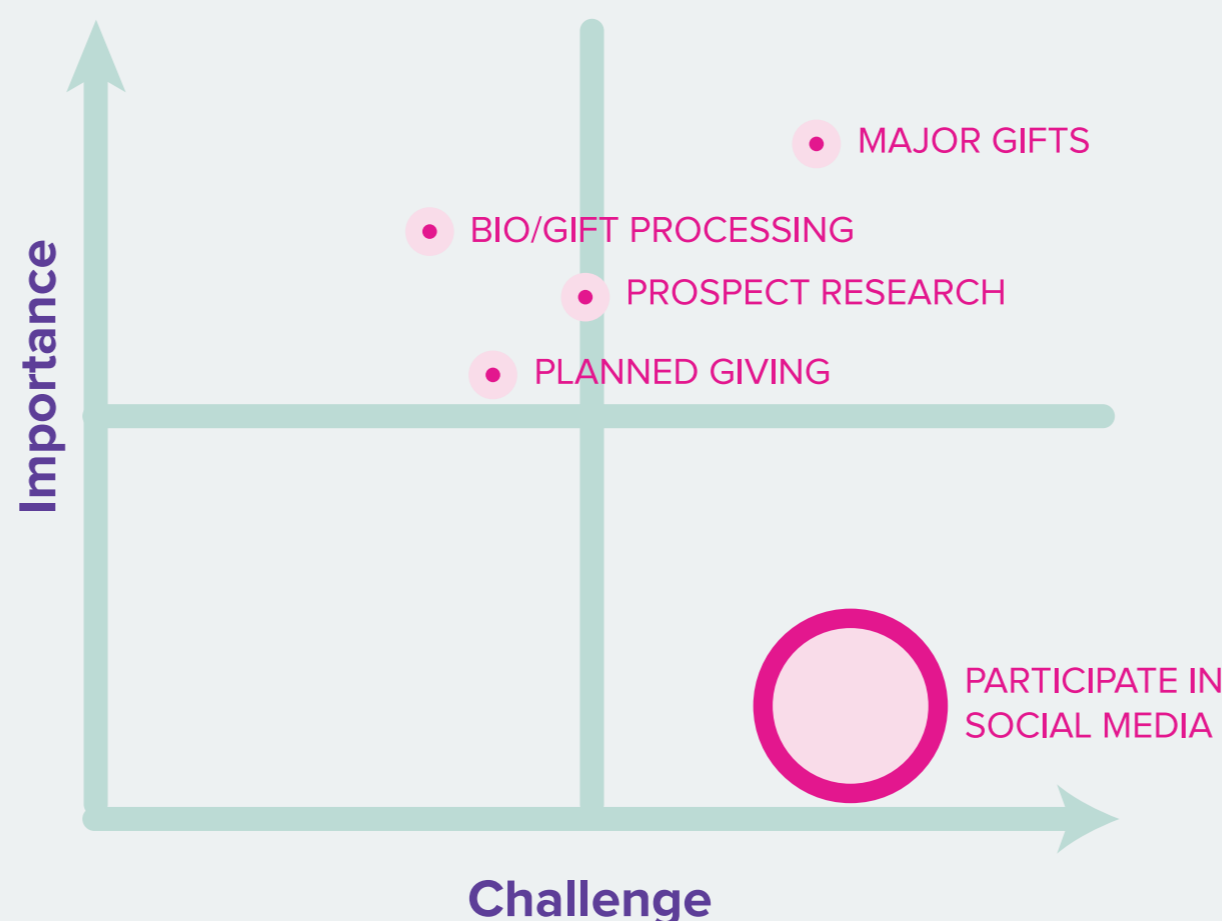 MAJOR GIFTS
BIO/GIFT PROCESSING
PROSPECT RESEARCH
PLANNED GIVING
Importance
PARTICIPATE IN
SOCIAL MEDIA
Challenge